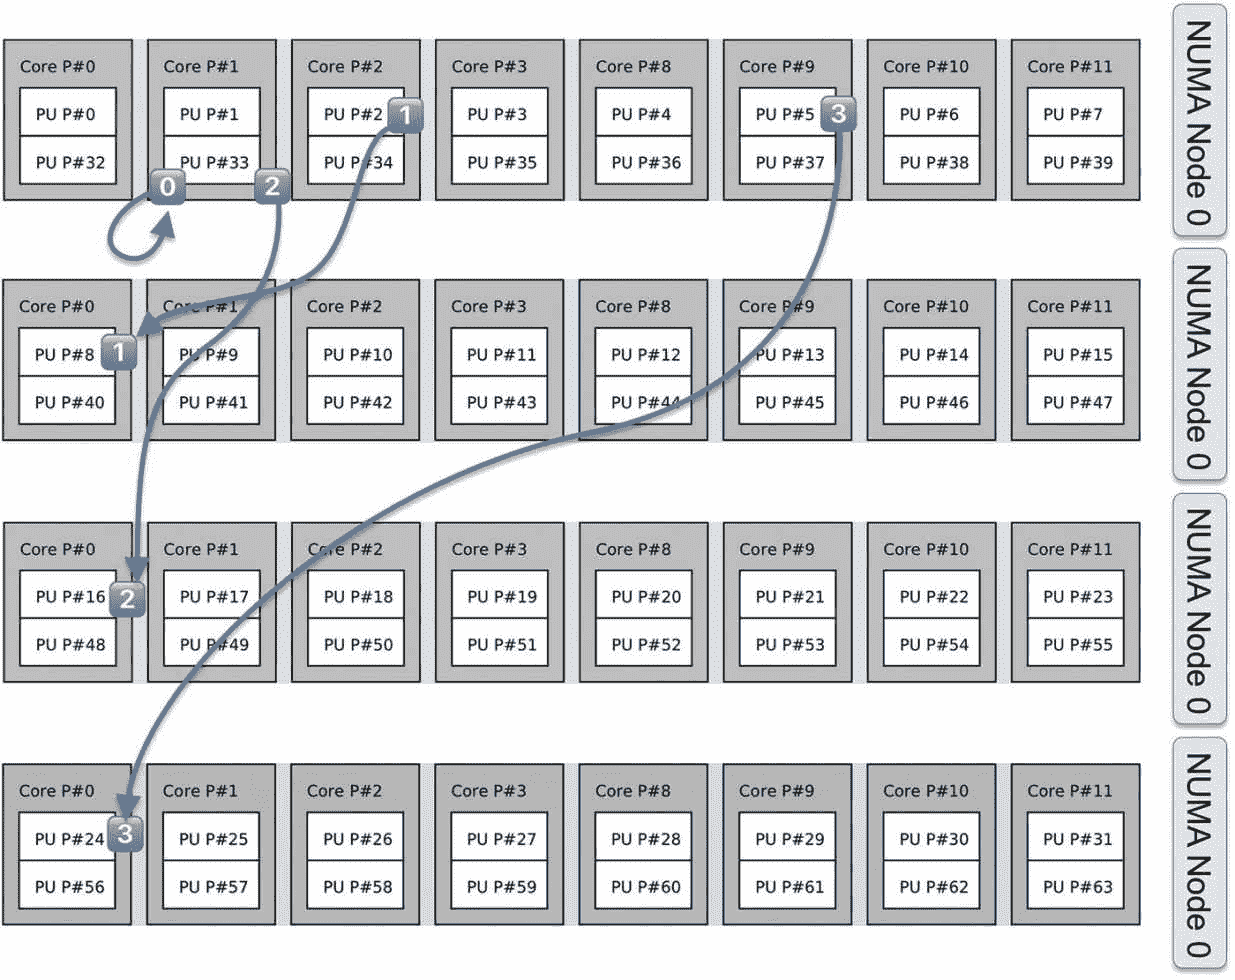 Core P#0 Core P#1 Core P#2 Core P#3 Core P#8 Core P#9 Core P#10 Core P#11
PU P#0 PU P#1 PU P#2 1 PU P#3 PU P#4 PU P#5 3 PU P#6 PU P#7
PU P#32 PU P#33 PU P#34 PU P#35 PU P#36 PU P#37 PU P#38 PU P#39
0 2
NUMA Node 0
Core P#0 Core P#1 Core P#2 Core P#3 Core P#8 Core P#9 Core P#10 Core P#11
PU P#8 1 PU P#9 PU P#10 PU P#11 PU P#12 PU P#13 PU P#14 PU P#15
PU P#40 PU P#41 PU P#42 PU P#43 PU P#44 PU P#45 PU P#46 PU P#47
NUMA Node 0
Core P#0 Core P#1 Core P#2 Core P#3 Core P#8 Core P#9 Core P#10 Core P#11
PU P#16 2 PU P#17 PU P#18 PU P#19 PU P#20 PU P#21 PU P#22 PU P#23
PU P#48 PU P#49 PU P#50 PU P#51 PU P#52 PU P#53 PU P#54 PU P#55
NUMA Node 0
Core P#0 Core P#1 Core P#2 Core P#3 Core P#8 Core P#9 Core P#10 Core P#11
PU P#24 3 PU P#25 PU P#26 PU P#27 PU P#28 PU P#29 PU P#30 PU P#31
PU P#56 PU P#57 PU P#58 PU P#59 PU P#60 PU P#61 PU P#62 PU P#63
NUMA Node 0